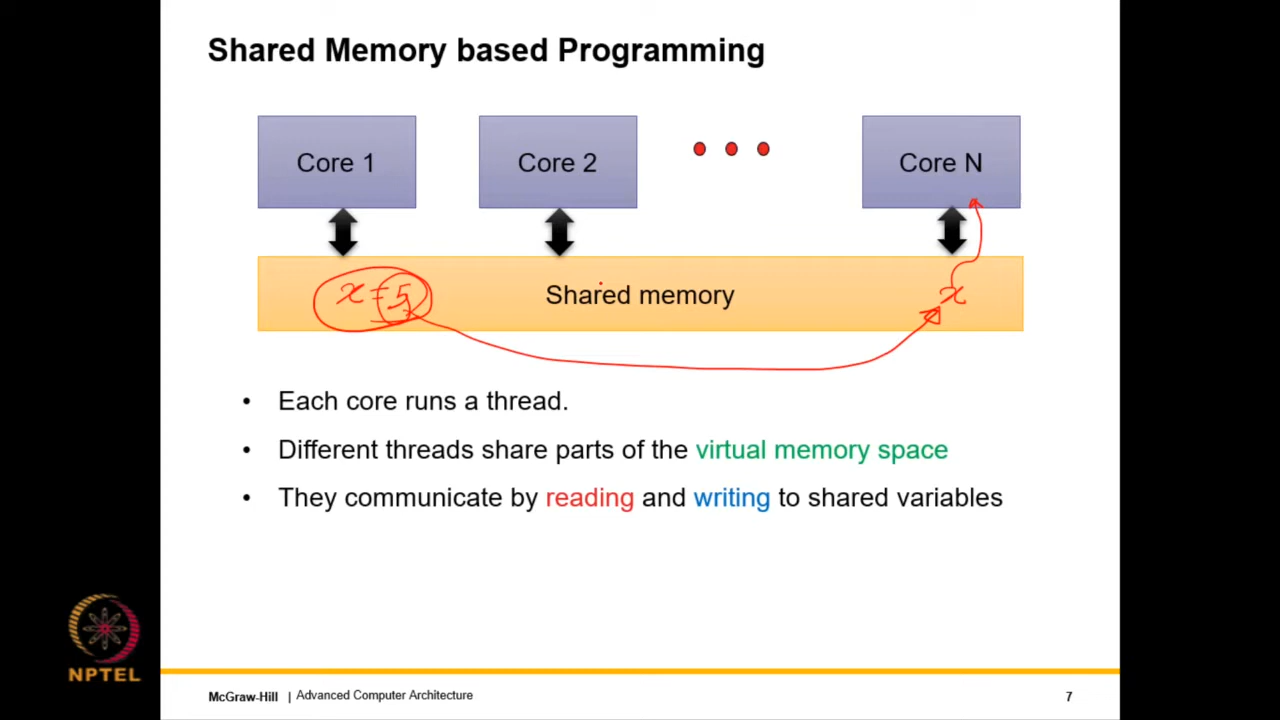 Shared Memory based Programming
Core 1 Core 2 Core N
x=5 Shared memory x
• Each core runs a thread.
• Different threads share parts of the virtual memory space
• They communicate by reading and writing to shared variables
NPTEL
McGraw-Hill | Advanced Computer Architecture 7